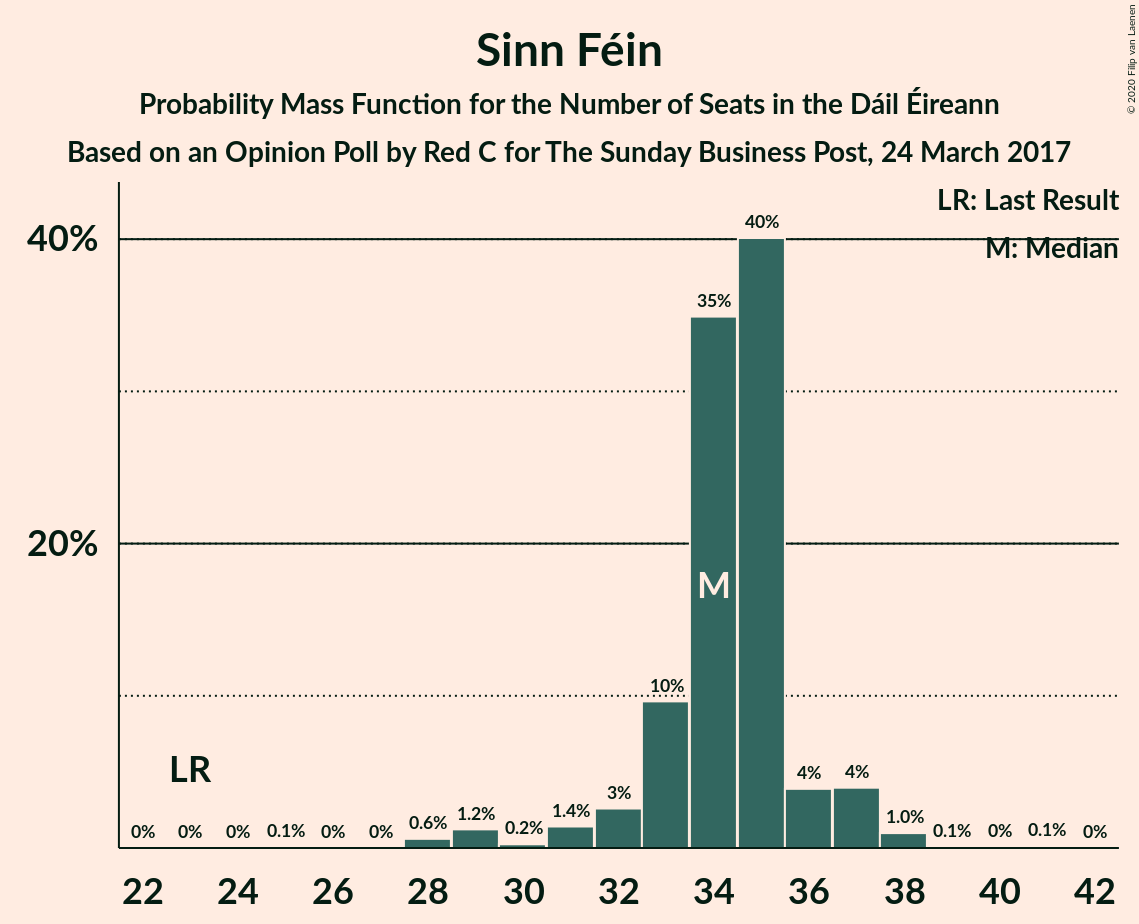 Sinn Féin
Probability Mass Function for the Number of Seats in the Dáil Éireann
Based on an Opinion Poll by Red C for The Sunday Business Post, 24 March 2017
© 2020 Filip van Laenen
LR: Last Result
M: Median
40%
20%
40%
35%
10%
4%
4%
3%
1.4%
1.2%
1.0%
0.6%
0.2%
0% 0% 0% 0.1% 0% 0%
0.1% 0% 0.1% 0%
LR
M
22 24 26 28 30 32 34 36 38 40 42